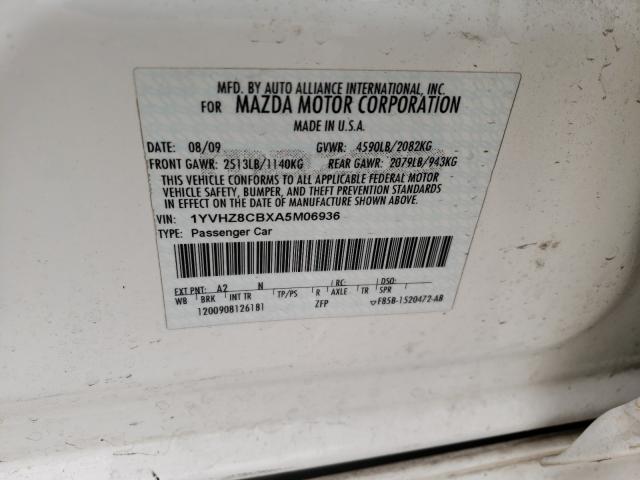 MFD. BY AUTO ALLIANCE INTERNATIONAL, INC.
FOR MAZDA MOTOR CORPORATION
MADE IN U.S.A.
DATE: 08/09 GVWR: 4590LB/2082KG
FRONT GAWR: 2513LB/1140KG REAR GAWR: 2079LB/943KG
THIS VEHICLE CONFORMS TO ALL APPLICABLE FEDERAL MOTOR
VEHICLE SAFETY, BUMPER, AND THEFT PREVENTION STANDARDS
IN EFFECT ON THE DATE OF MANUFACTURE SHOWN ABOVE.
VIN: 1YVHZ8CBXA5M06936
TYPE: Passenger Car
EXT PNT: A2 N RC: DSO:
WB BRK INT TR TP/PS R AXLE TR SPR
1200908126181 ZFP F85B-1520472-AB